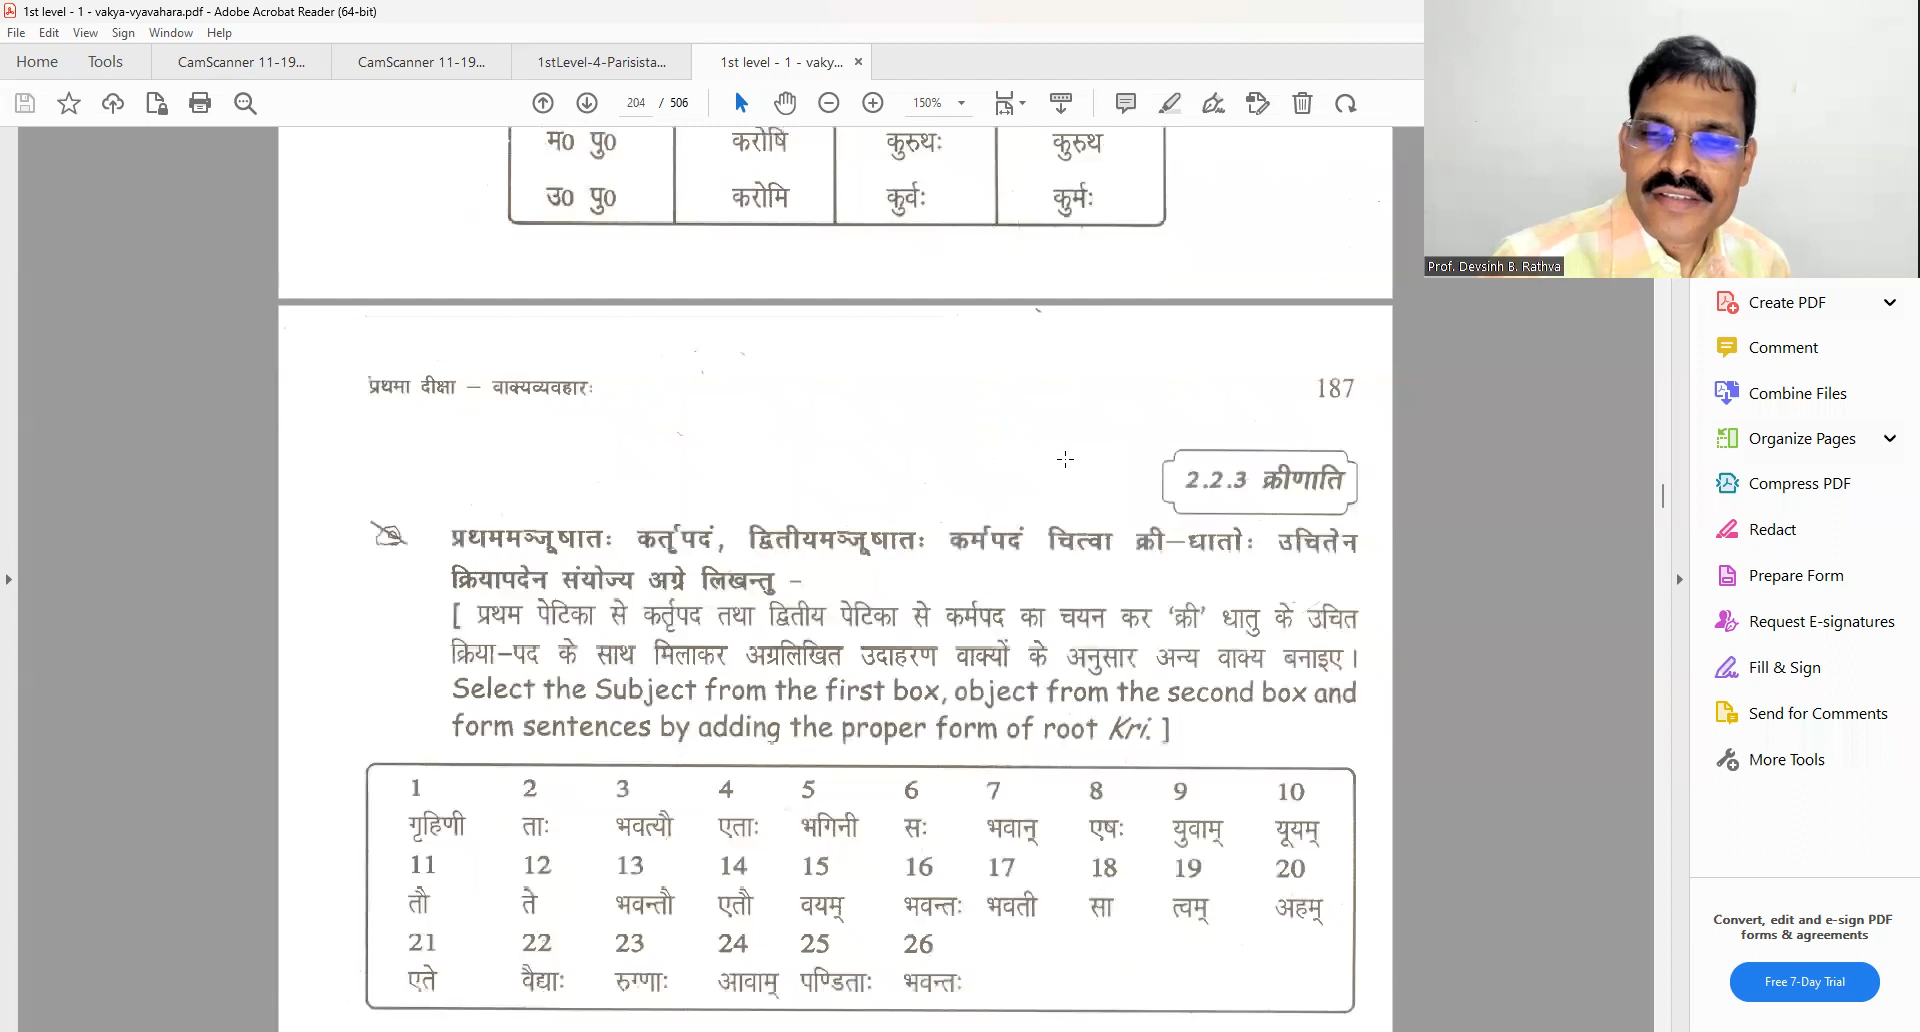 1st level - 1 - vakya-vyavahara.pdf - Adobe Acrobat Reader (64-bit)
File Edit View Sign Window Help
Home Tools CamScanner 11-19... CamScanner 11-19... 1stLevel-4-Parisista... 1st level - 1 - vaky...
204 / 506 150%
म0 पु0 करोषि कुरुथः कुरुथ
उ0 पु0 करोमि कुर्वः कुर्मः
Prof. Devsinh B. Rathva
प्रथमा दीक्षा – वाक्यव्यवहारः 187
2.2.3 क्रीणाति
प्रथममञ्जूषातः कर्तृपदं, द्वितीयमञ्जूषातः कर्मपदं चित्वा क्री–धातोः उचितेन
क्रियापदेन संयोज्य अग्रे लिखन्तु –
[ प्रथम पेटिका से कर्तृपद तथा द्वितीय पेटिका से कर्मपद का चयन कर ‘क्री’ धातु के उचित
क्रिया–पद के साथ मिलाकर अग्रलिखित उदाहरण वाक्यों के अनुसार अन्य वाक्य बनाइए ।
Select the Subject from the first box, object from the second box and
form sentences by adding the proper form of root Kri. ]
1 2 3 4 5 6 7 8 9 10
गृहिणी ताः भवत्यौ एताः भगिनी सः भवान् एषः युवाम् यूयम्
11 12 13 14 15 16 17 18 19 20
तौ ते भवन्तौ एतौ वयम् भवन्तः भवती सा त्वम् अहम्
21 22 23 24 25 26
एते वैद्याः रुग्णाः आवाम् पण्डिताः भवन्तः
Create PDF
Comment
Combine Files
Organize Pages
Compress PDF
Redact
Prepare Form
Request E-signatures
Fill & Sign
Send for Comments
More Tools
Convert, edit and e-sign PDF
forms & agreements
Free 7-Day Trial